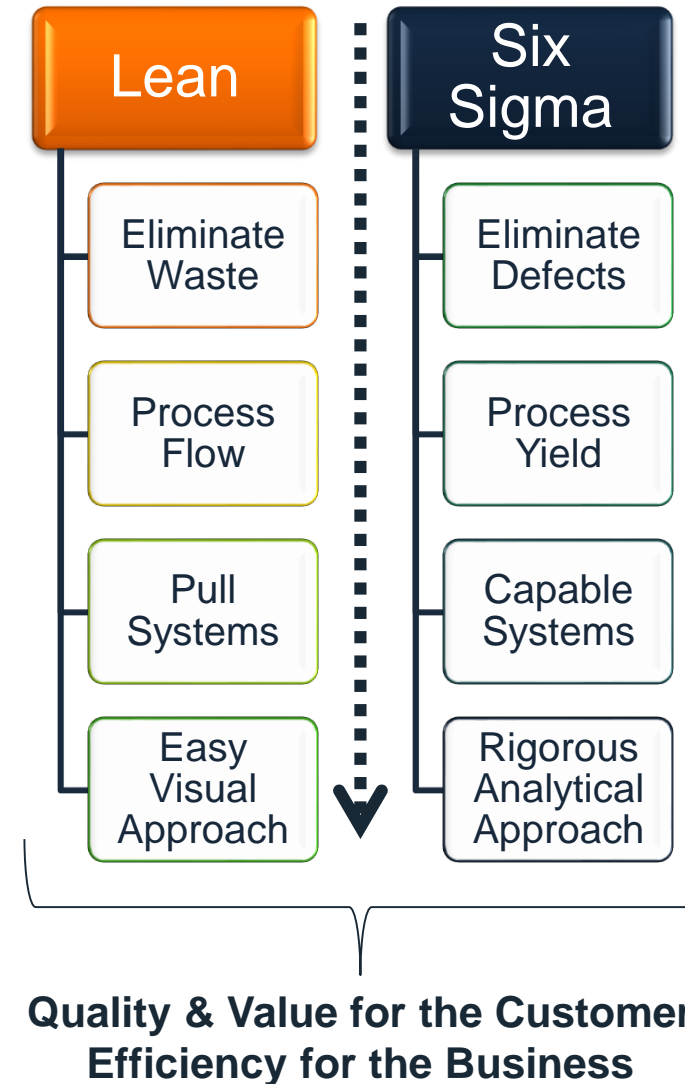 Lean
Eliminate
Waste
Process
Flow
Pull
Systems
Easy
Visual
Approach
Six
Sigma
Eliminate
Defects
Process
Yield
Capable
Systems
Rigorous
Analytical
Approach
Quality & Value for the Customer
Efficiency for the Business